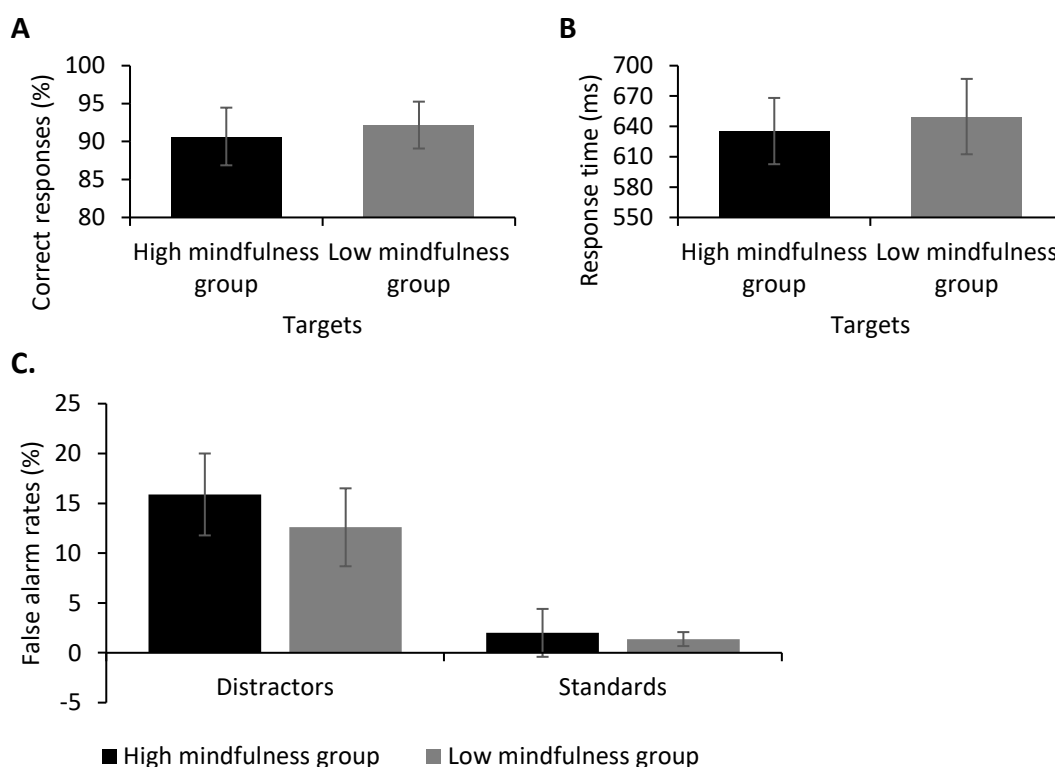 A
Correct responses (%)
100
95
90
85
80
High mindfulness group
Low mindfulness group
Targets
B
Response time (ms)
700
670
640
610
580
550
High mindfulness group
Low mindfulness group
Targets
C.
False alarm rates (%)
25
20
15
10
5
0
-5
Distractors
Standards
High mindfulness group
Low mindfulness group